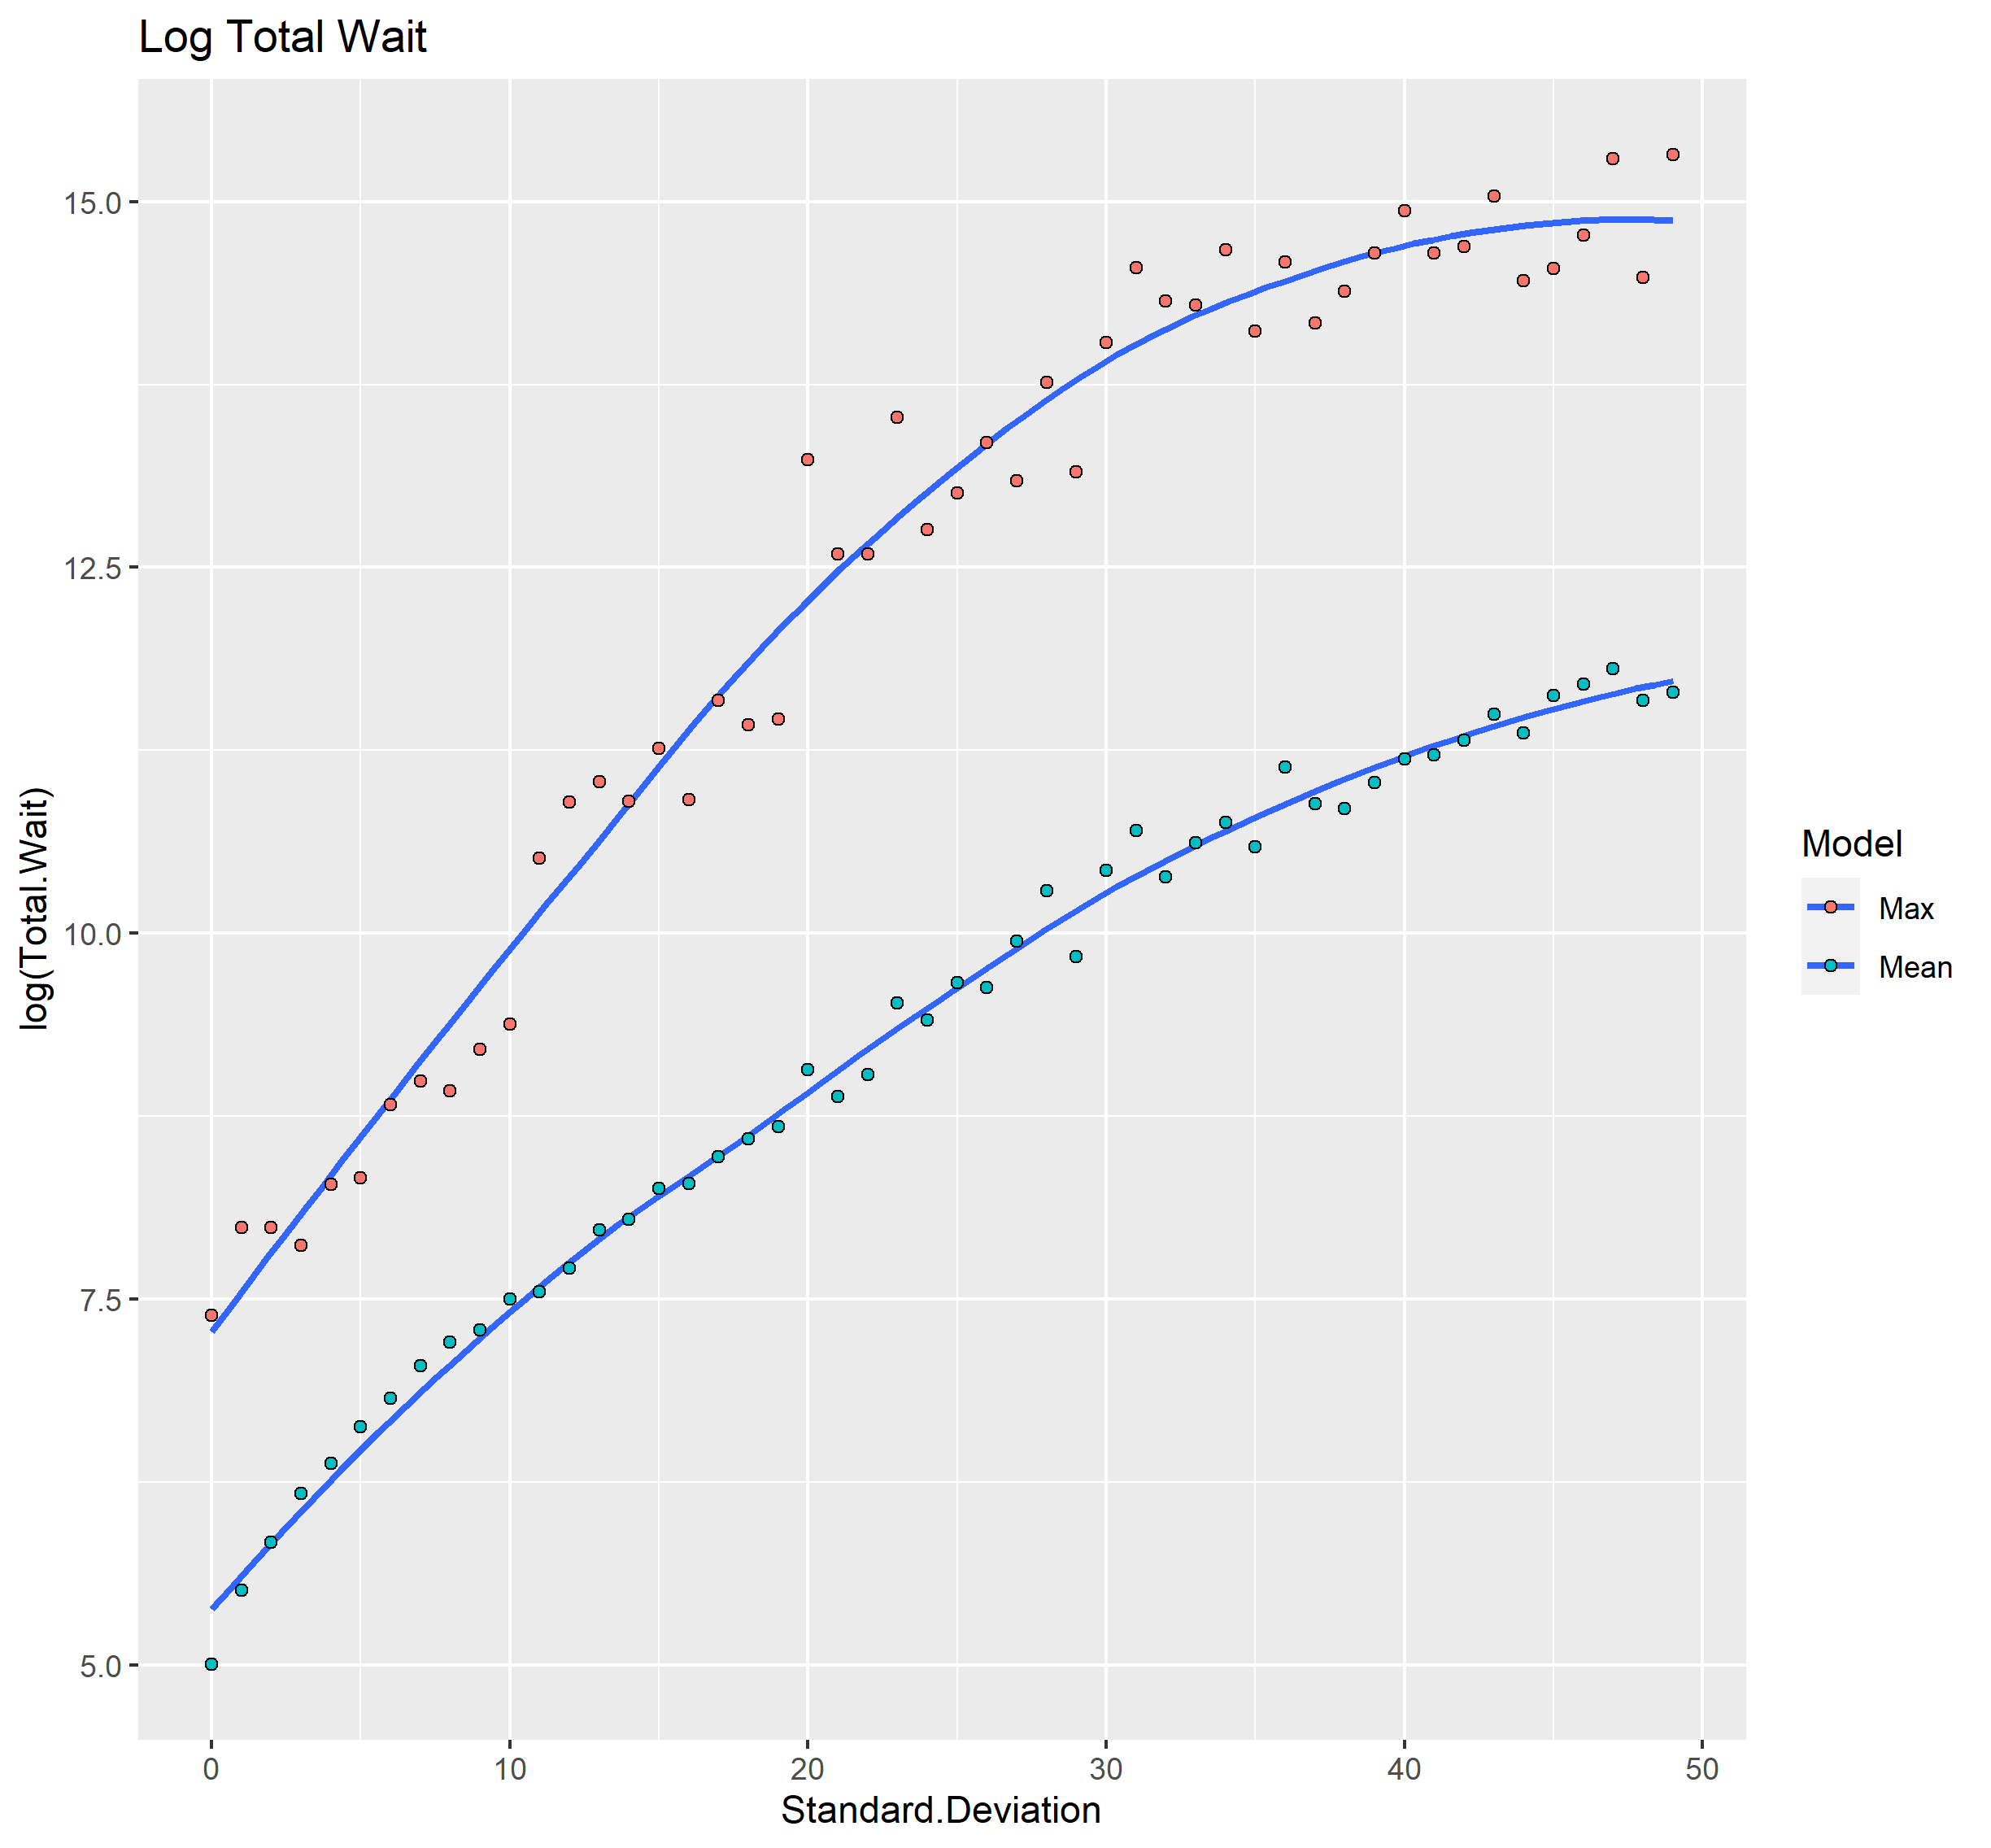 Log Total Wait
15.0
12.5
10.0
7.5
5.0
log(Total.Wait)
0 10 20 30 40 50
Standard.Deviation
Model
Max
Mean